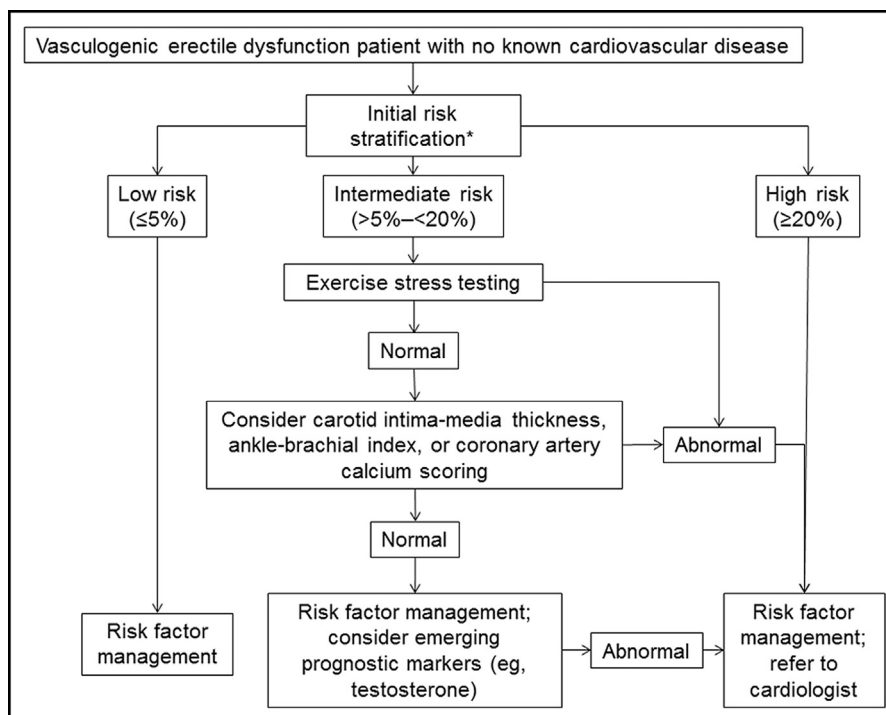 Vasculogenic erectile dysfunction patient with no known cardiovascular disease
Initial risk
stratification*
Low risk
(≤5%)
Intermediate risk
(>5%–<20%)
High risk
(≥20%)
Exercise stress testing
Normal
Consider carotid intima-media thickness,
ankle-brachial index, or coronary artery
calcium scoring
Abnormal
Normal
Risk factor
management
Risk factor management;
consider emerging
prognostic markers (eg,
testosterone)
Abnormal
Risk factor
management;
refer to
cardiologist